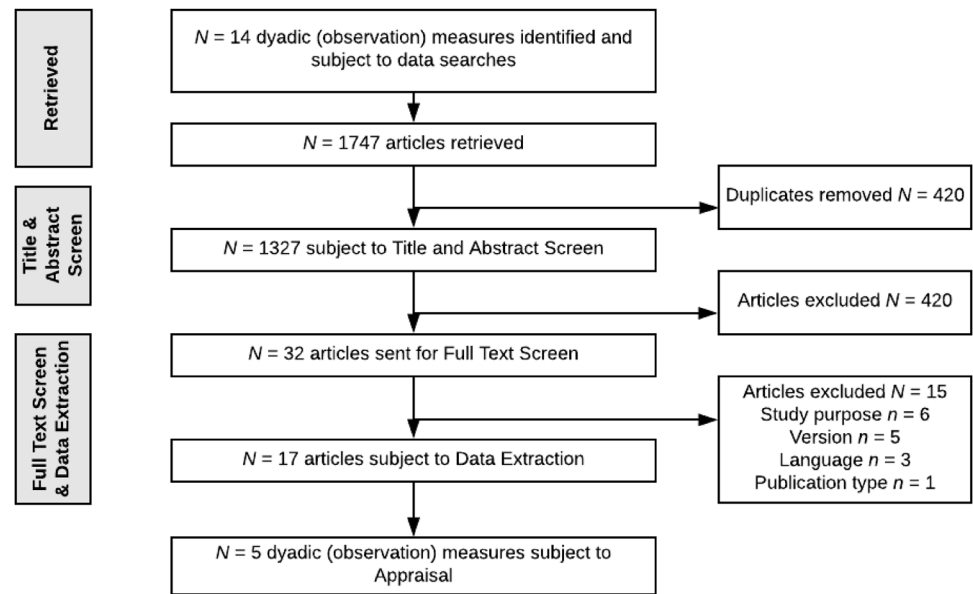 Retrieved
N = 14 dyadic (observation) measures identified and
subject to data searches
N = 1747 articles retrieved
Duplicates removed N = 420
Title &
Abstract
Screen
N = 1327 subject to Title and Abstract Screen
Articles excluded N = 420
Full Text Screen
& Data Extraction
N = 32 articles sent for Full Text Screen
Articles excluded N = 15
Study purpose n = 6
Version n = 5
Language n = 3
Publication type n = 1
N = 17 articles subject to Data Extraction
N = 5 dyadic (observation) measures subject to
Appraisal